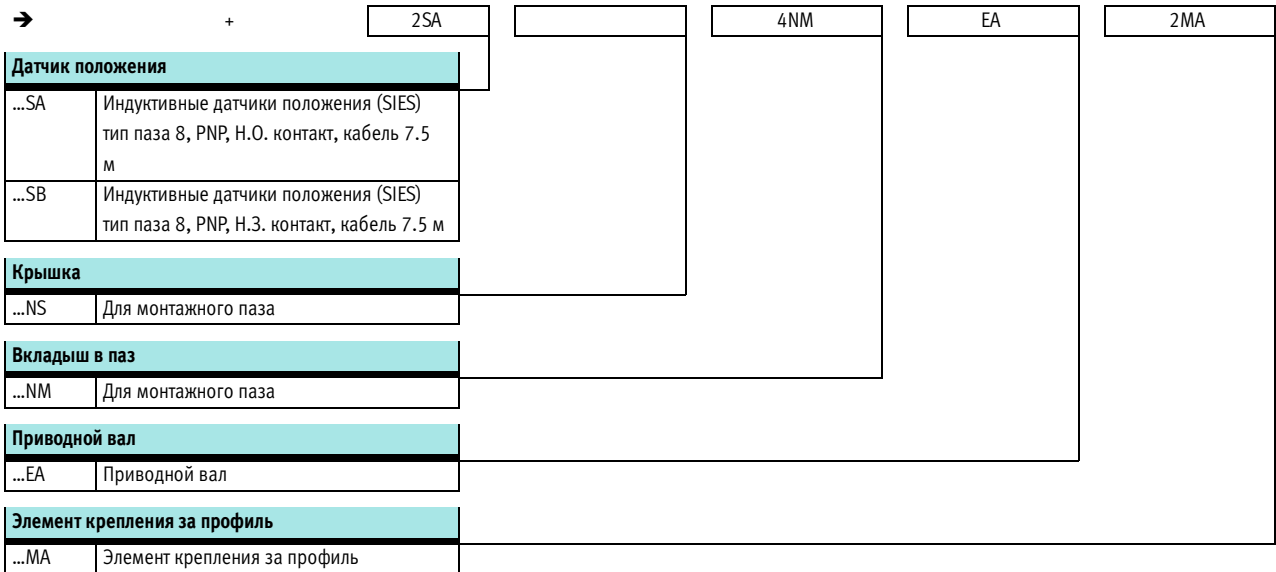 ➔ + 2SA 4NM EA 2MA
Датчик положения
...SA Индуктивные датчики положения (SIES)
тип паза 8, PNP, Н.О. контакт, кабель 7.5
м
...SB Индуктивные датчики положения (SIES)
тип паза 8, PNP, Н.З. контакт, кабель 7.5 м
Крышка
...NS Для монтажного паза
Вкладыш в паз
...NM Для монтажного паза
Приводной вал
...EA Приводной вал
Элемент крепления за профиль
...MA Элемент крепления за профиль